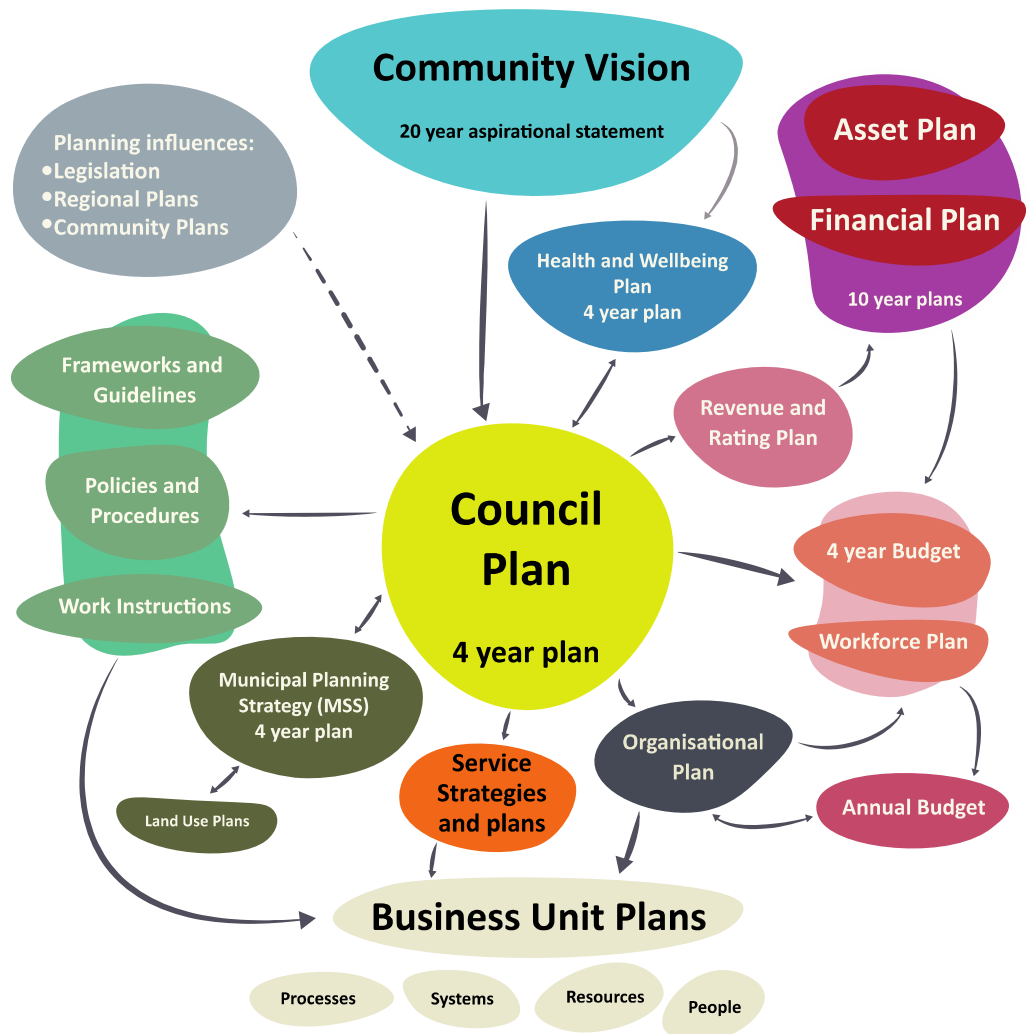 Community Vision
20 year aspirational statement
Planning influences:
•Legislation
•Regional Plans
•Community Plans
Asset Plan
Financial Plan
10 year plans
Health and Wellbeing
Plan
4 year plan
Frameworks and
Guidelines
Policies and
Procedures
Work Instructions
Revenue and
Rating Plan
Council
Plan
4 year plan
4 year Budget
Workforce Plan
Municipal Planning
Strategy (MSS)
4 year plan
Land Use Plans
Service
Strategies
and plans
Organisational
Plan
Annual Budget
Business Unit Plans
Processes
Systems
Resources
People